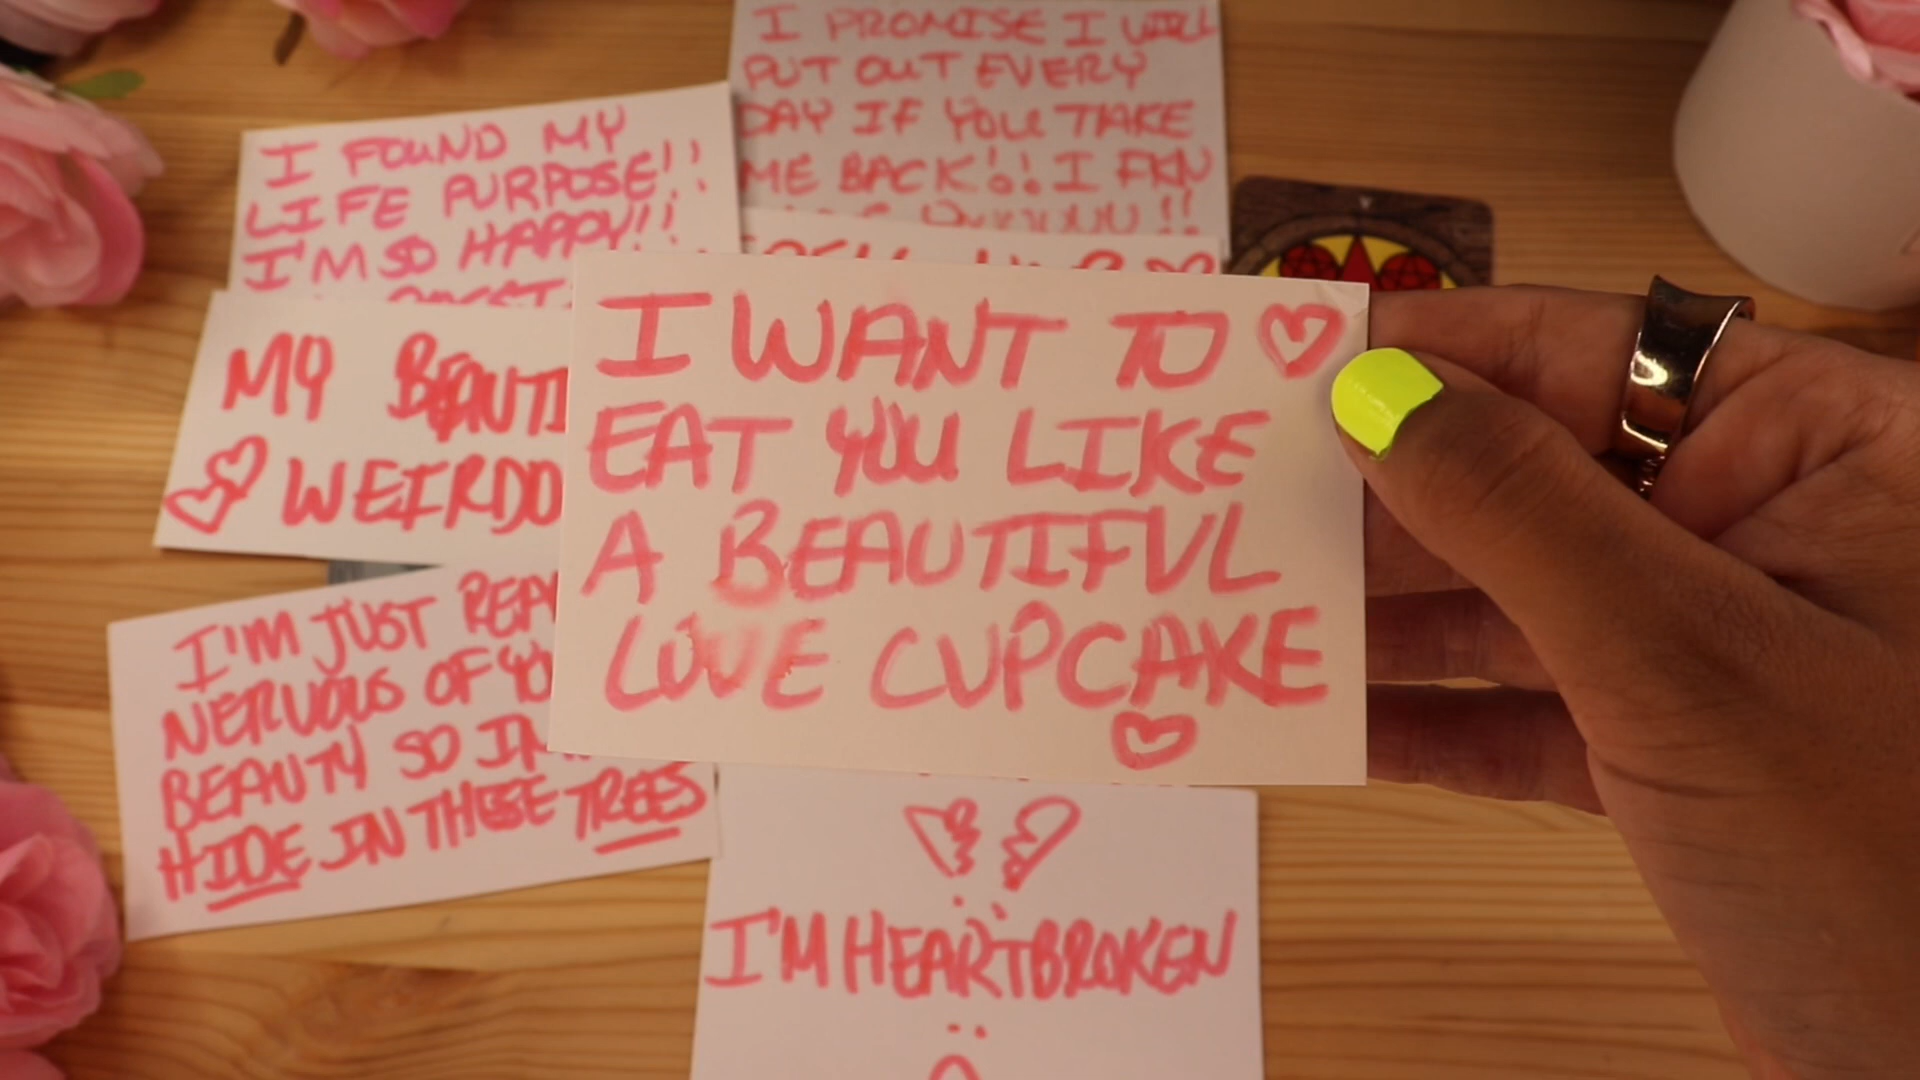 I PROMISE I WILL
PUT OUT EVERY
DAY IF YOU TAKE
ME BACK!! I FKN
I FOUND MY
LIFE PURPOSE!!
I'M SO HAPPY!!
MY
WEIRDO
I WANT TO
EAT YOU LIKE
A BEAUTIFUL
LOVE CUPCAKE
I'M JUST
NERVOUS OF
BEAUTY SO
HIDE IN THESE TREES
I'M HEARTBROKEN